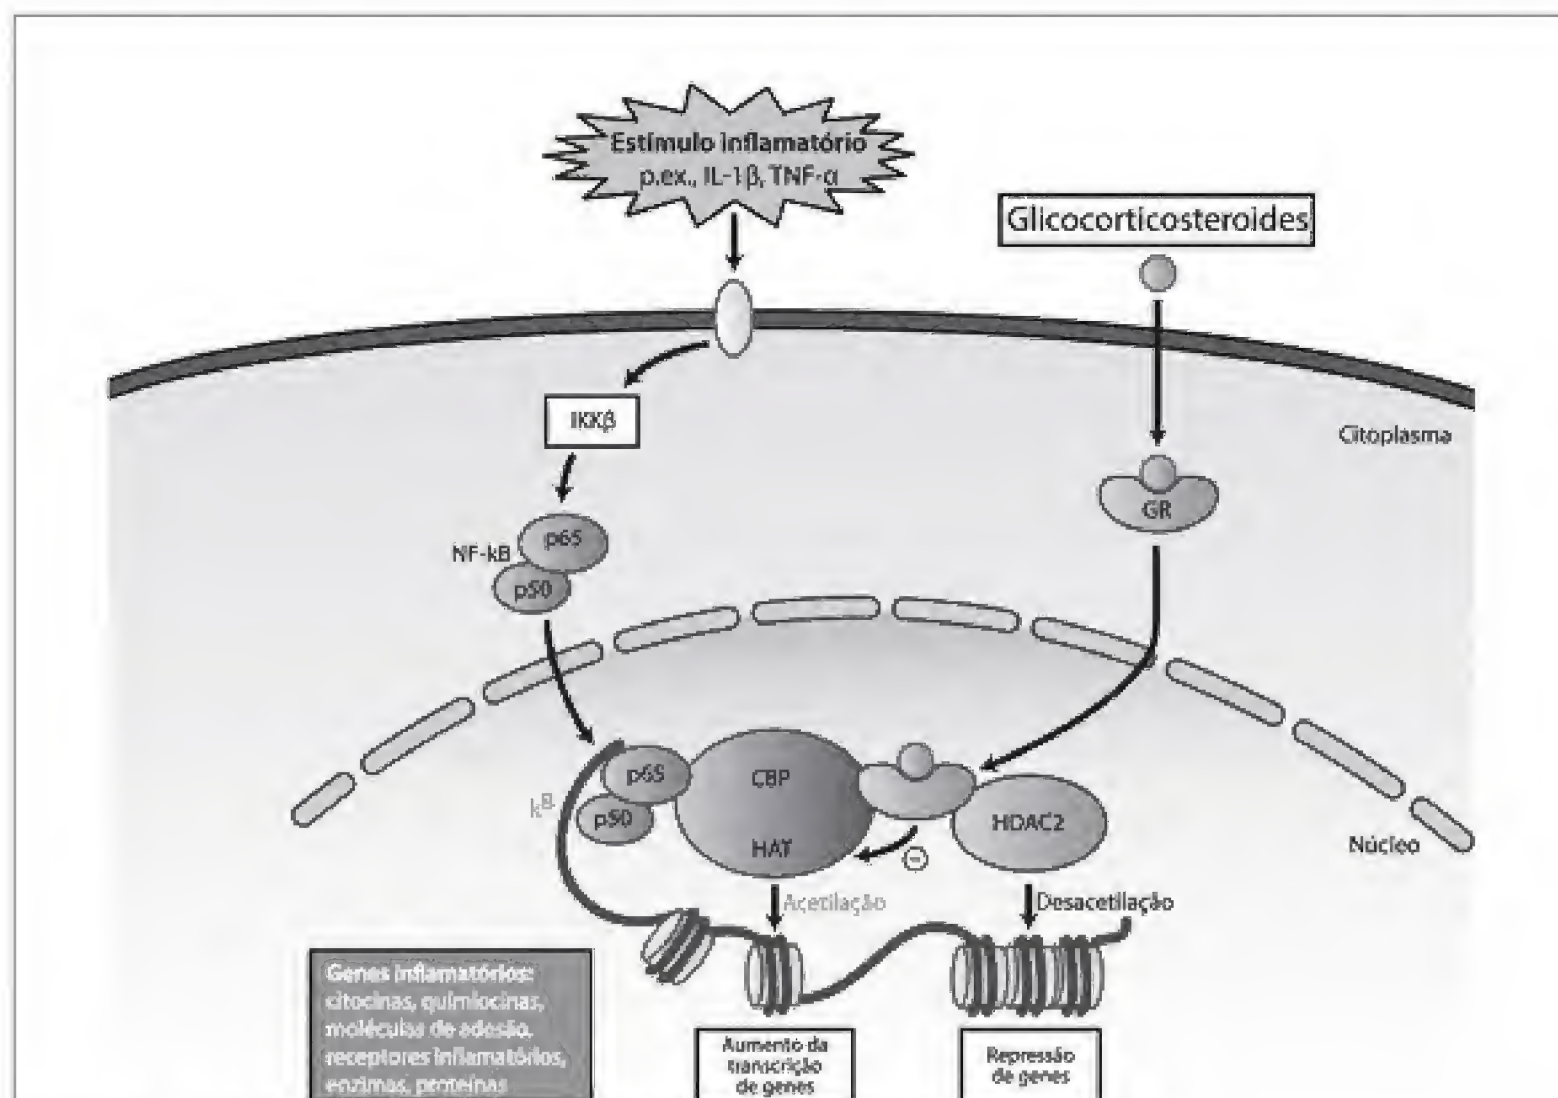 Estímulo inflamatório
p.ex., IL-1β, TNF-α
Glicocorticosteroides
IKKβ
Citoplasma
GR
NF-kB
p65
p50
p65
p50
kB
CBP
HAT
HDAC2
Núcleo
−
Acetilação
Desacetilação
Genes inflamatórios:
citocinas, quimiocinas,
moléculas de adesão,
receptores inflamatórios,
enzimas, proteínas
Aumento da
transcrição
de genes
Repressão
de genes